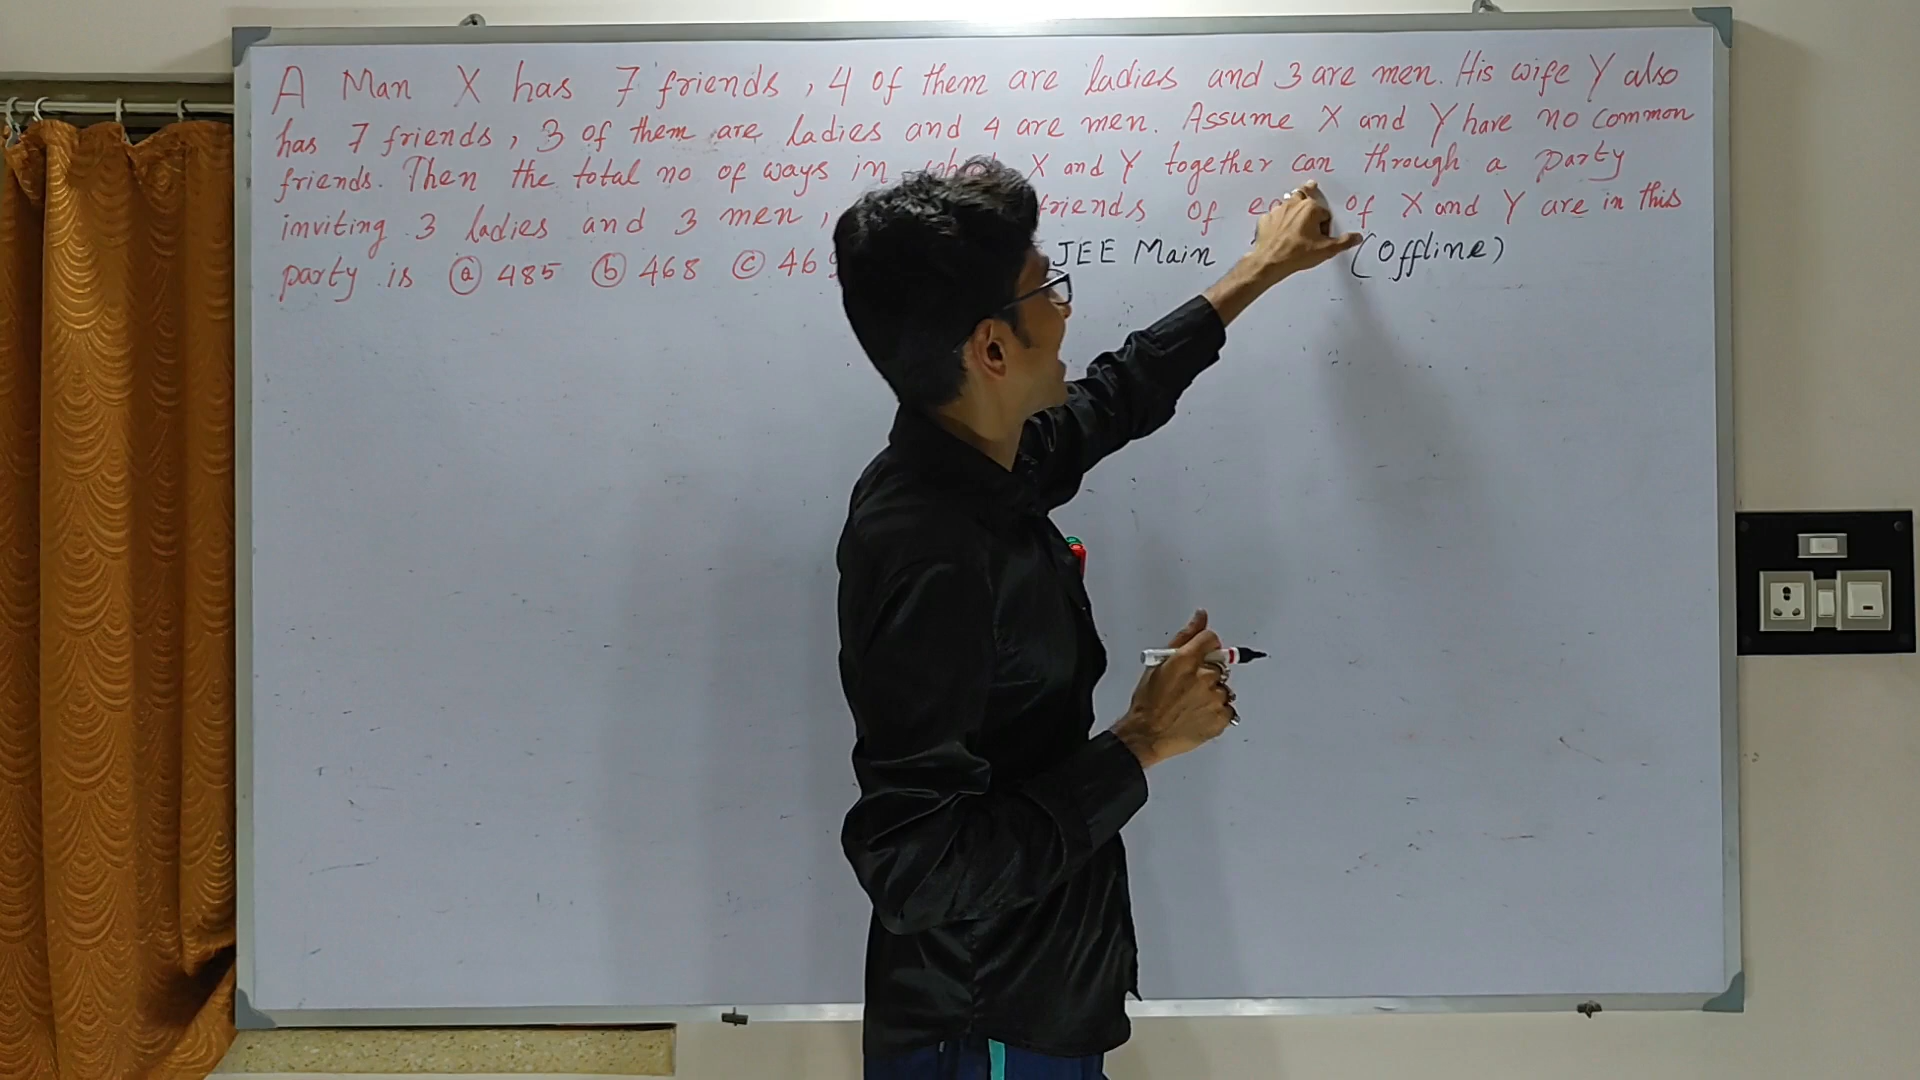 A Man X has 7 friends, 4 of them are ladies and 3 are men. His wife Y also
has 7 friends, 3 of them are ladies and 4 are men. Assume X and Y have no common
friends. Then the total no of ways in X and Y together can through a party
inviting 3 ladies and 3 men, friends of of X and Y are in this
party is ⓐ 485 ⓑ 468 ⓒ JEE Main (Offline)